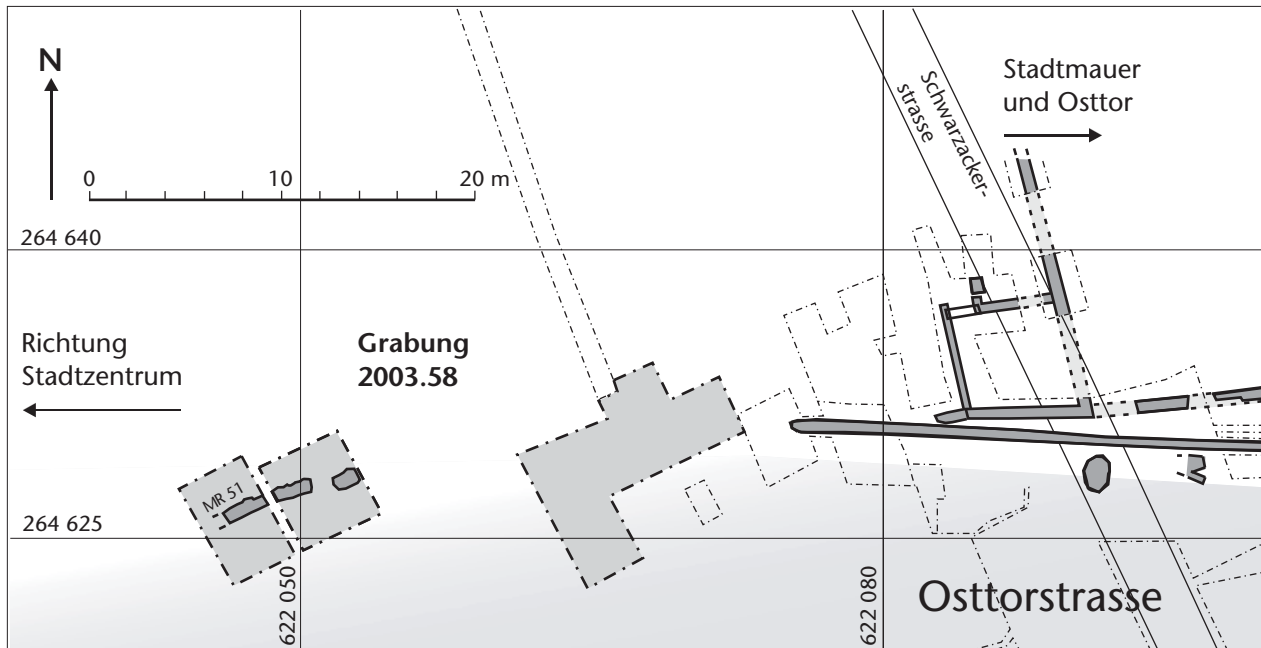 N
0 10 20 m
Schwarzacker-
strasse
Stadtmauer
und Osttor
264 640
Richtung
Stadtzentrum
Grabung
2003.58
MR 51
264 625
622 050
622 080
Osttorstrasse